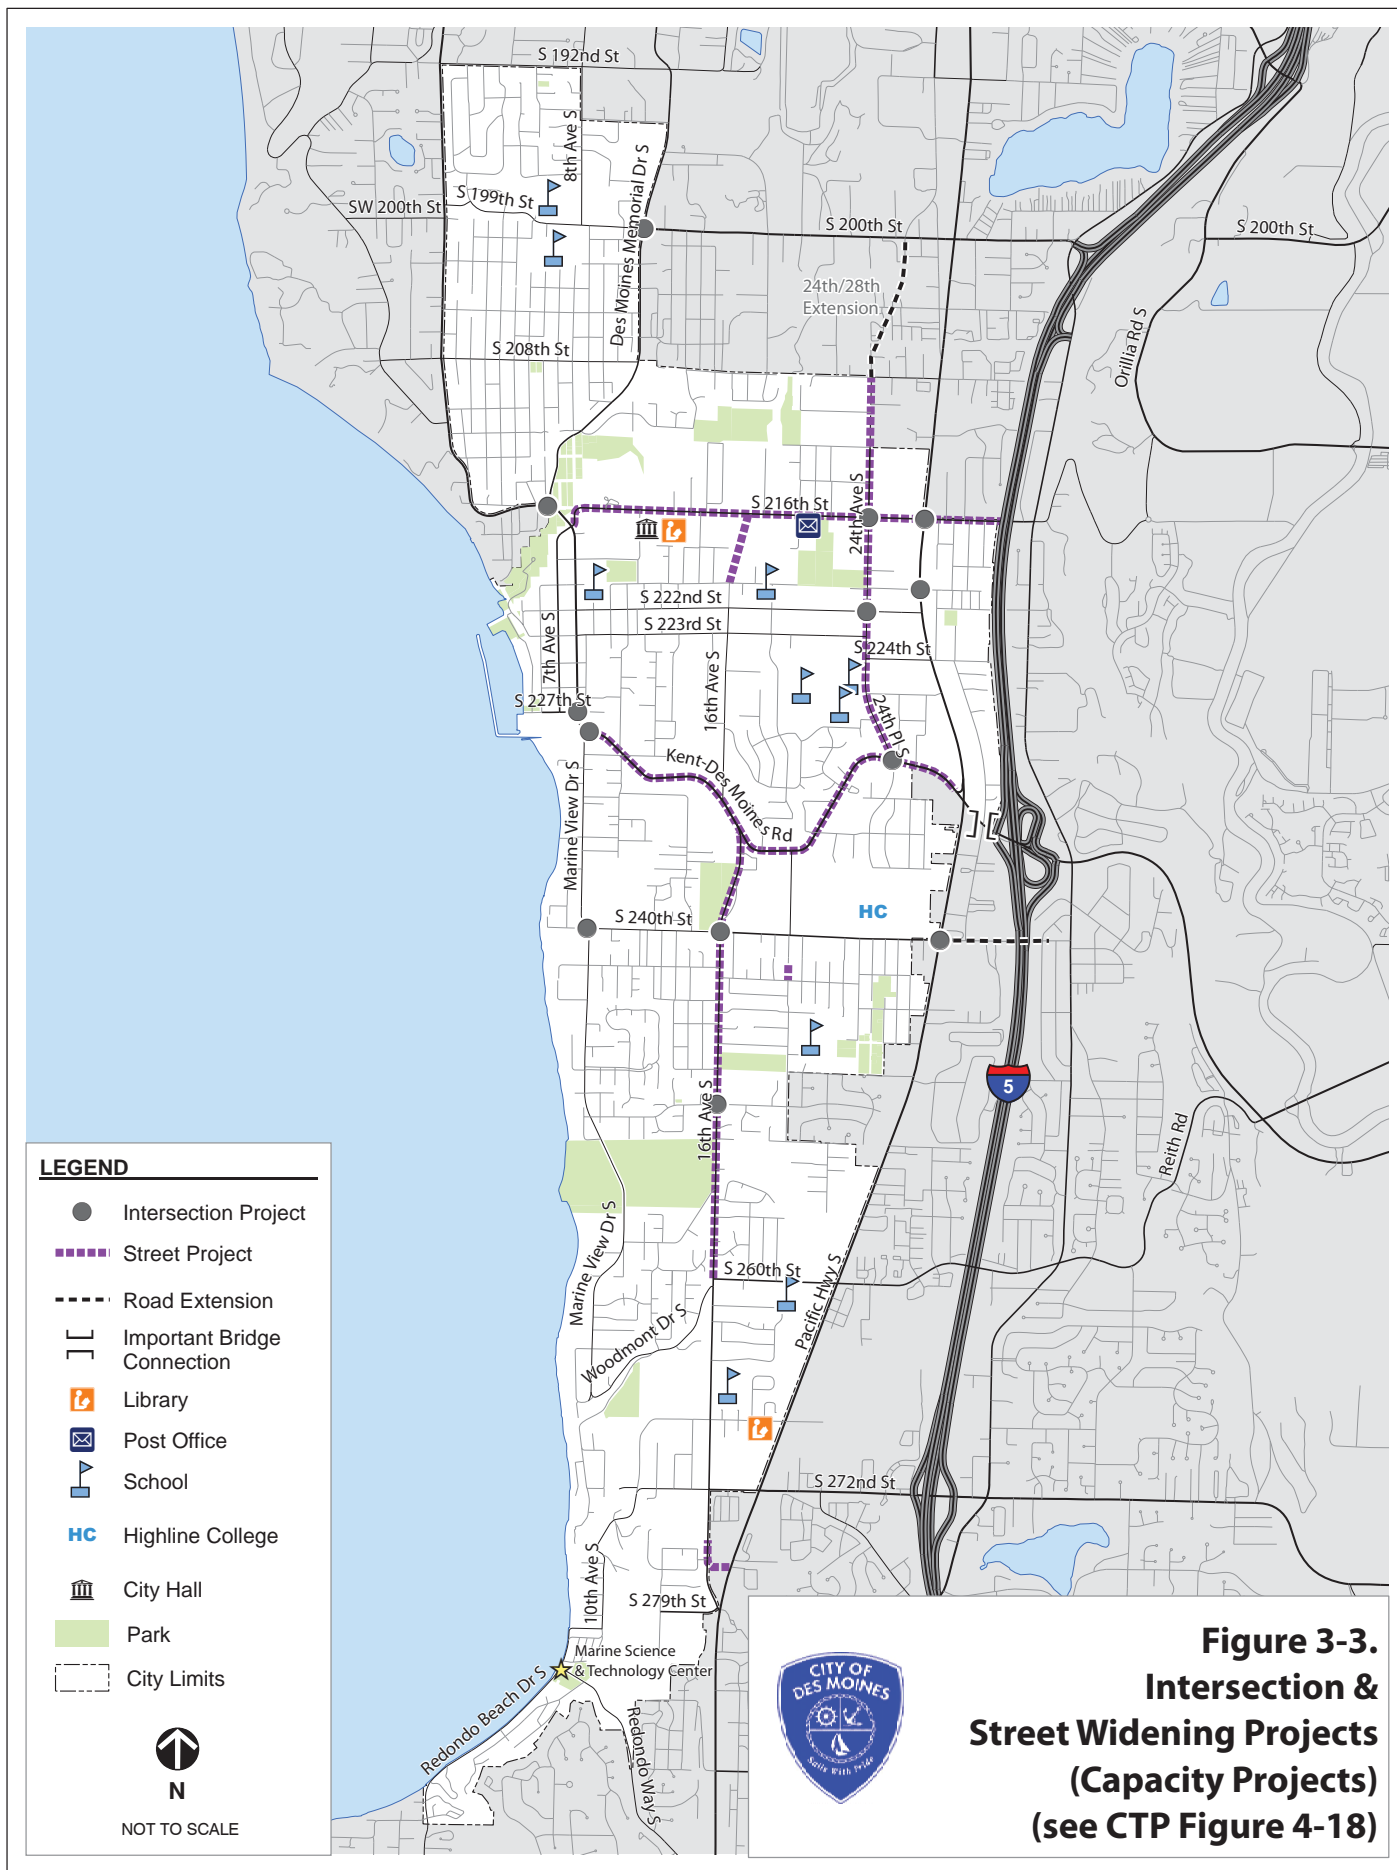 S 192nd St
8th Ave S
Des Moines Memorial Dr S
S 199th St
SW 200th St
S 200th St
S 200th St
24th/28th
Extension
Orillia Rd S
S 208th St
24th Ave S
S 216th St
S 222nd St
S 223rd St
S 224th St
7th Ave S
16th Ave S
S 227th St
24th Pl S
Kent-Des Moines Rd
Marine View Dr S
HC
S 240th St
5
16th Ave S
Reith Rd
Marine View Dr S
S 260th St
Pacific Hwy S
Woodmont Dr S
S 272nd St
10th Ave S
S 279th St
Marine Science
& Technology Center
Redondo Beach Dr S
Redondo Way S
LEGEND
Intersection Project
Street Project
Road Extension
Important Bridge
Connection
Library
Post Office
School
HC Highline College
City Hall
Park
City Limits
N
NOT TO SCALE
CITY OF
DES MOINES
Sails With Pride
Figure 3-3.
Intersection &
Street Widening Projects
(Capacity Projects)
(see CTP Figure 4-18)